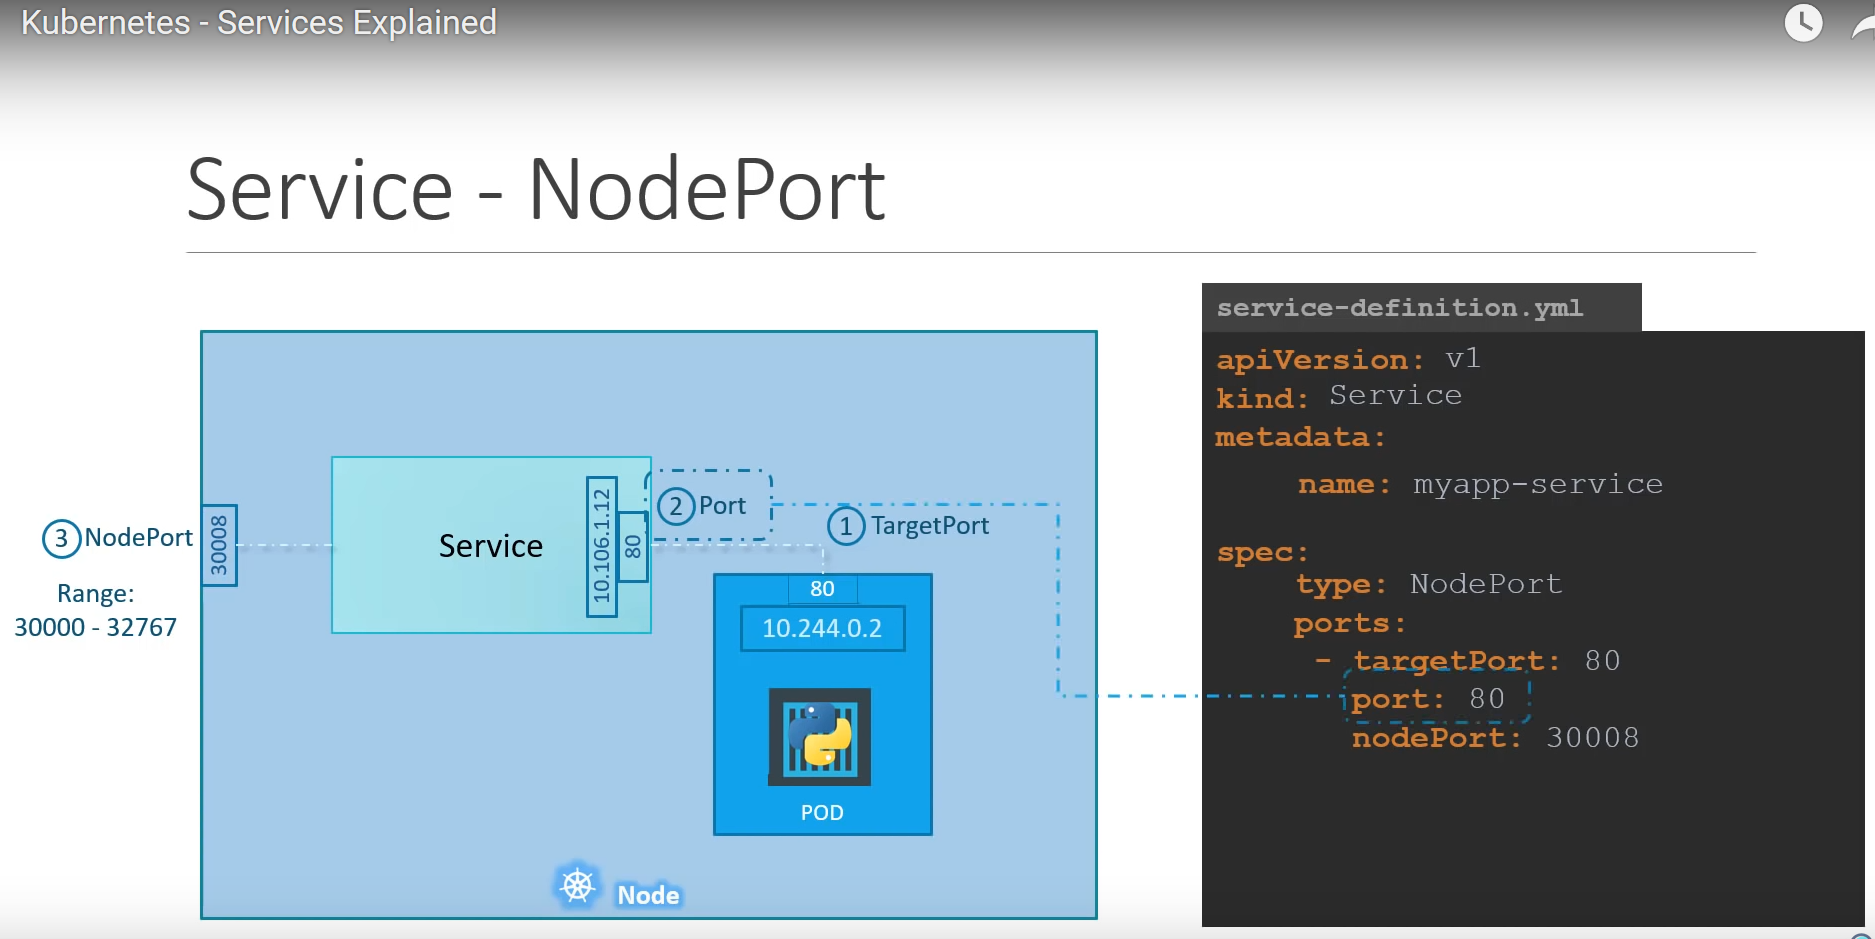 Kubernetes - Services Explained
Service - NodePort
3 NodePort
Range:
30000 - 32767
30008
Service
10.106.1.12
80
2 Port
1 TargetPort
80
10.244.0.2
POD
Node
service-definition.yml
apiVersion: v1
kind: Service
metadata:
name: myapp-service
spec:
type: NodePort
ports:
- targetPort: 80
port: 80
nodePort: 30008